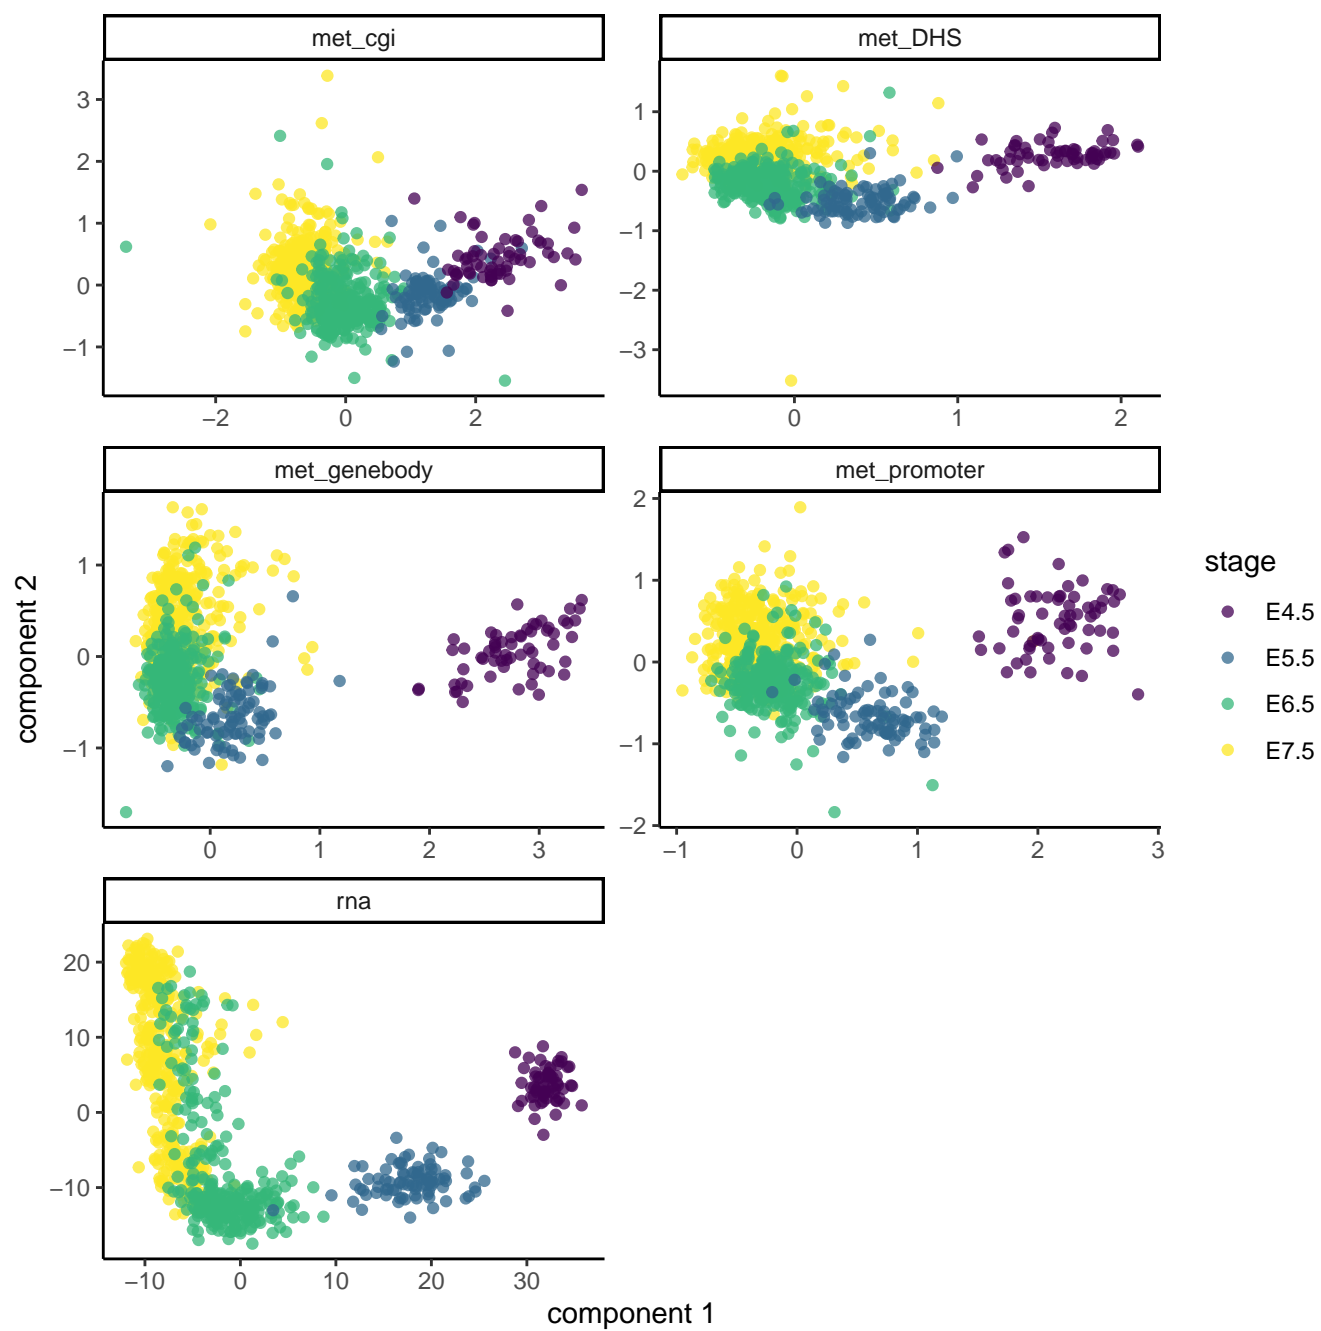 met_cgi
met_DHS
3
2
1
0
−1
1
0
−1
−2
−3
−2 0 2
0 1 2
met_genebody
met_promoter
1
0
−1
2
1
0
−1
−2
0 1 2 3
−1 0 1 2 3
rna
20
10
0
−10
−10 0 10 20 30
component 1
component 2
stage
E4.5
E5.5
E6.5
E7.5